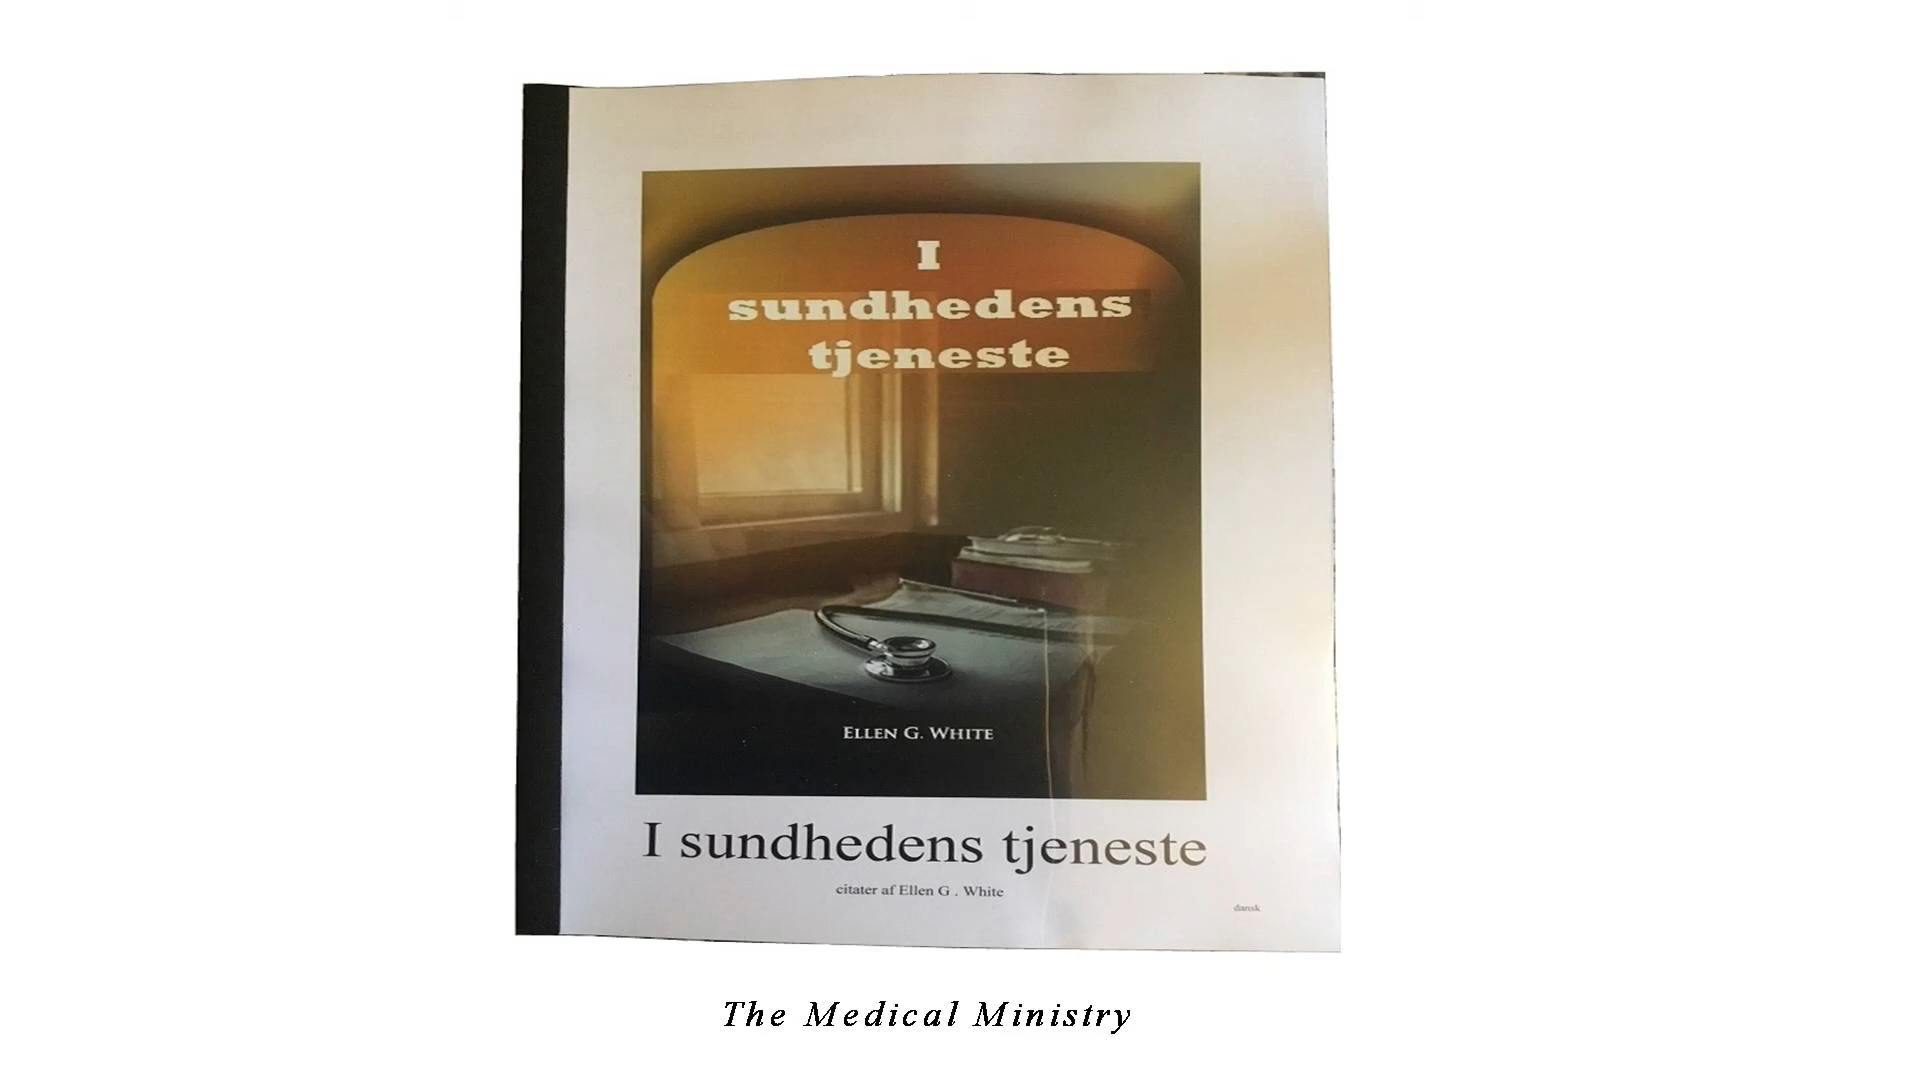 I
sundhedens
tjeneste
ELLEN G. WHITE
I sundhedens tjeneste
citater af Ellen G . White
dansk
The Medical Ministry